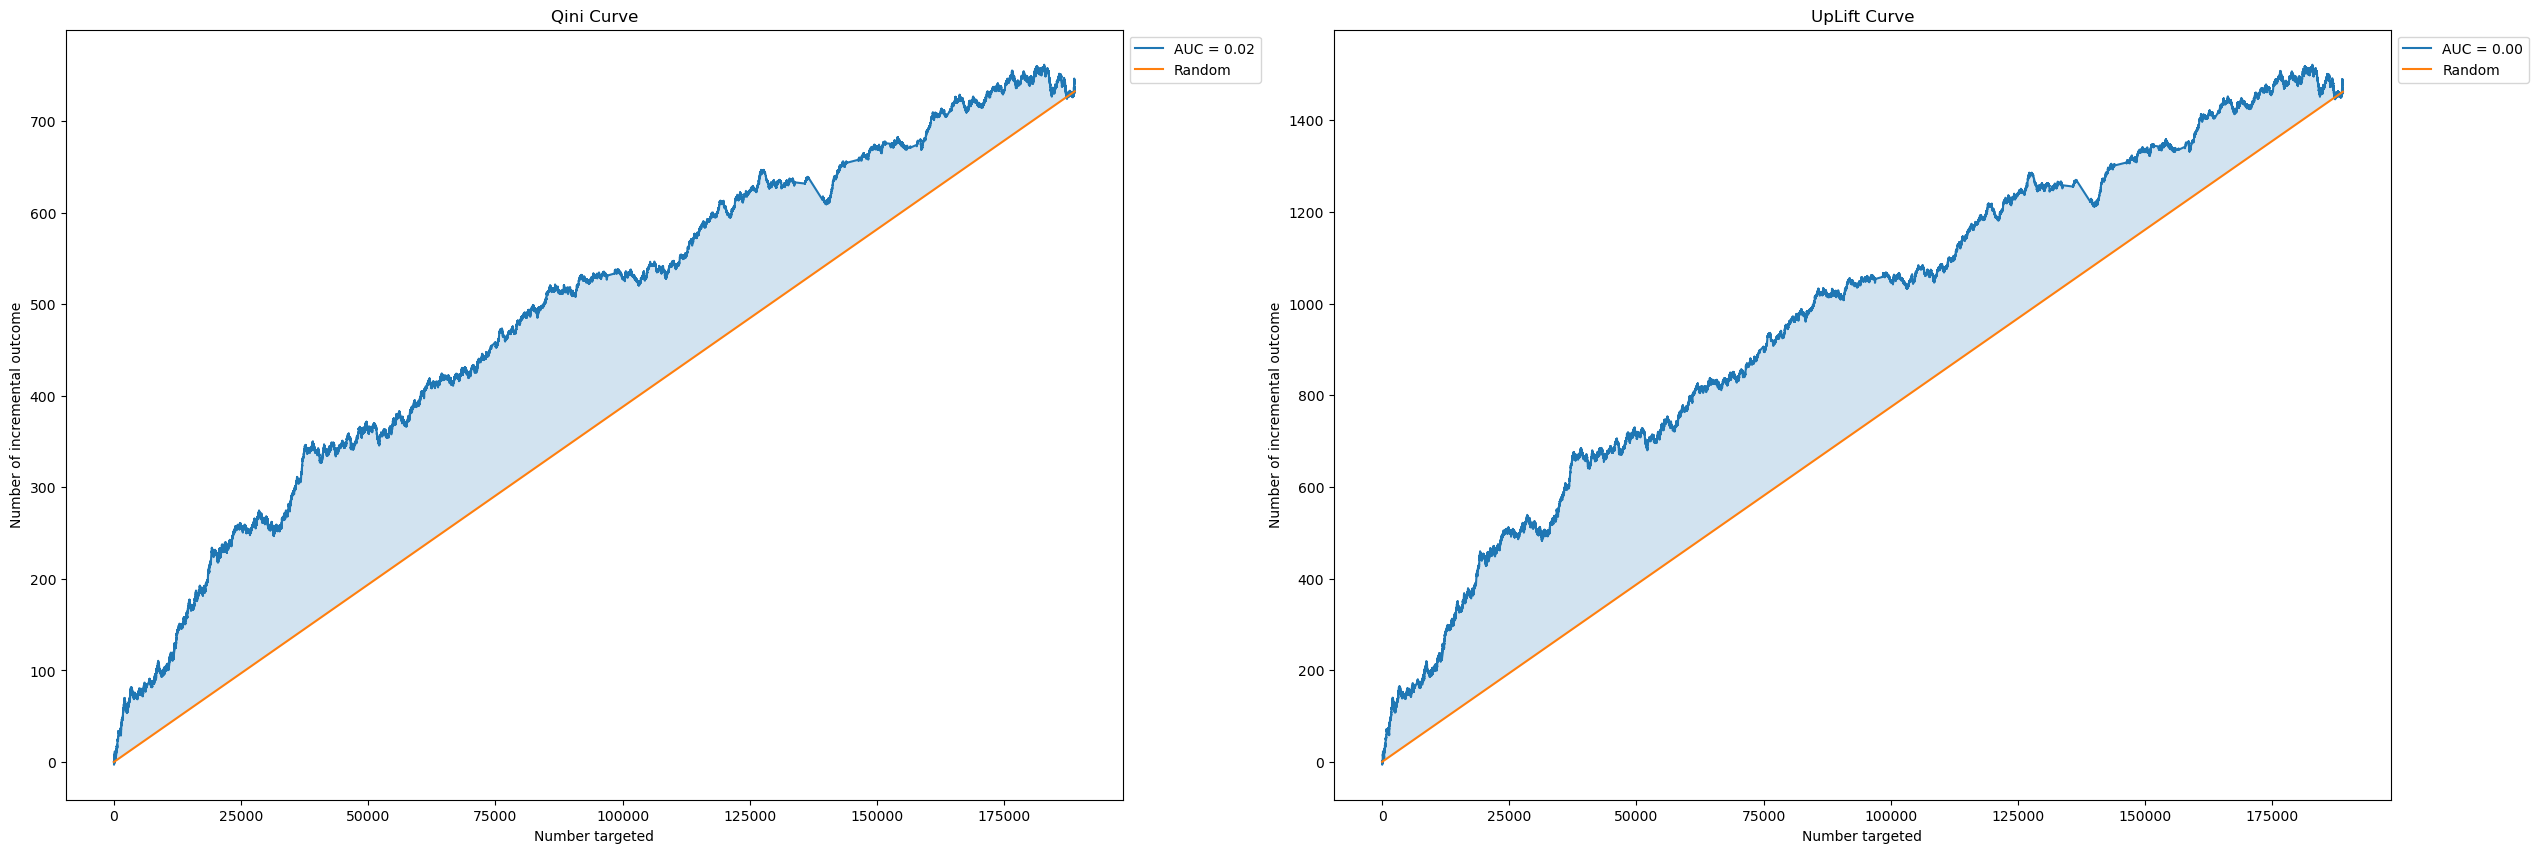 Qini Curve
AUC = 0.02
Random
700
600
500
400
300
200
100
0
Number of incremental outcome
0 25000 50000 75000 100000 125000 150000 175000
Number targeted
UpLift Curve
AUC = 0.00
Random
1400
1200
1000
800
600
400
200
0
Number of incremental outcome
0 25000 50000 75000 100000 125000 150000 175000
Number targeted